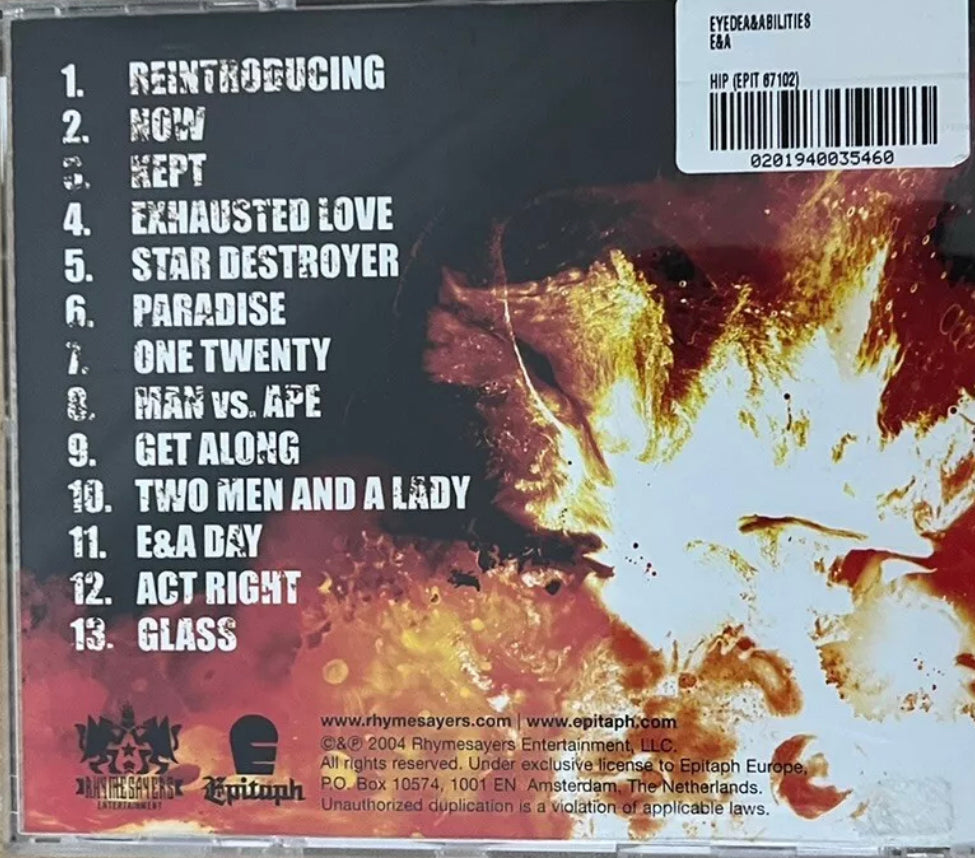 EYEDEA&ABILITIES
E&A
HIP (EPIT 67102)
0201940035460
1. REINTRODUCING
2. NOW
3. KEPT
4. EXHAUSTED LOVE
5. STAR DESTROYER
6. PARADISE
7. ONE TWENTY
8. MAN vs. APE
9. GET ALONG
10. TWO MEN AND A LADY
11. E&A DAY
12. ACT RIGHT
13. GLASS
RHYMESAYERS
ENTERTAINMENT
Epitaph
www.rhymesayers.com | www.epitaph.com
©&℗ 2004 Rhymesayers Entertainment, LLC.
All rights reserved. Under exclusive license to Epitaph Europe,
P.O. Box 10574, 1001 EN Amsterdam, The Netherlands.
Unauthorized duplication is a violation of applicable laws.